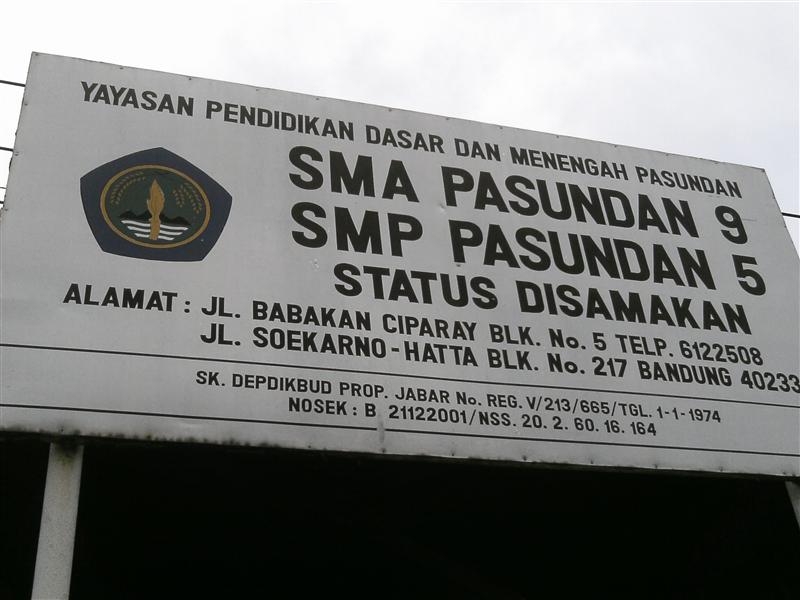 YAYASAN PENDIDIKAN DASAR DAN MENENGAH PASUNDAN
SMA PASUNDAN 9
SMP PASUNDAN 5
STATUS DISAMAKAN
ALAMAT : JL. BABAKAN CIPARAY BLK. No. 5 TELP. 6122508
JL. SOEKARNO - HATTA BLK. No. 217 BANDUNG 40233
SK. DEPDIKBUD PROP. JABAR No. REG. V/213/665/TGL. 1-1-1974
NOSEK : B 21122001/NSS. 20. 2. 60. 16. 164